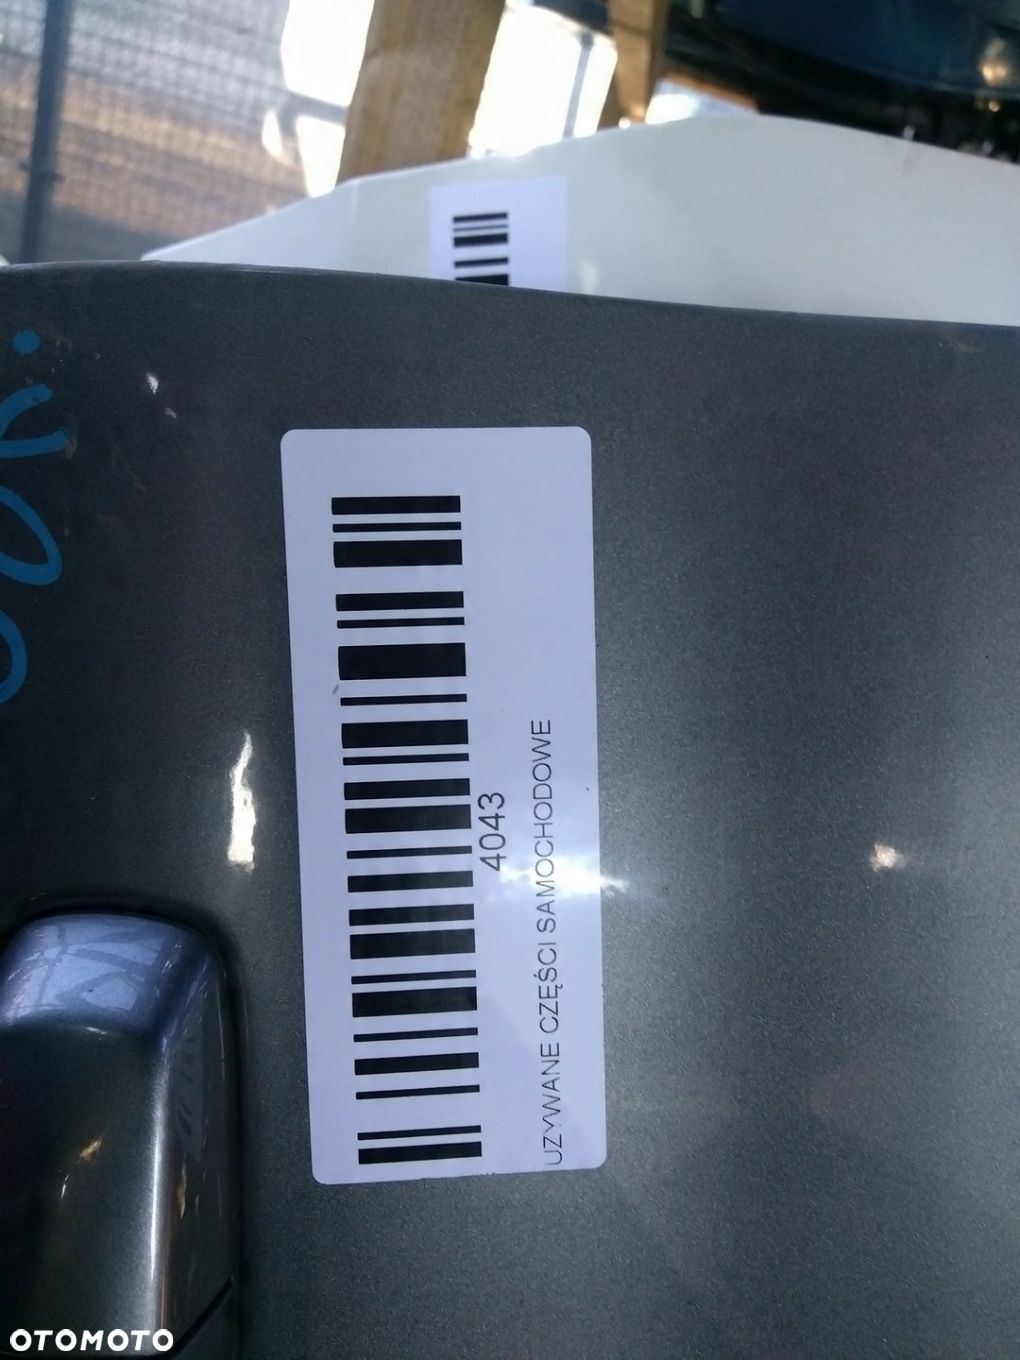 4043
UZYWANE CZĘŚCI SAMOCHODOWE
OTOMOTO